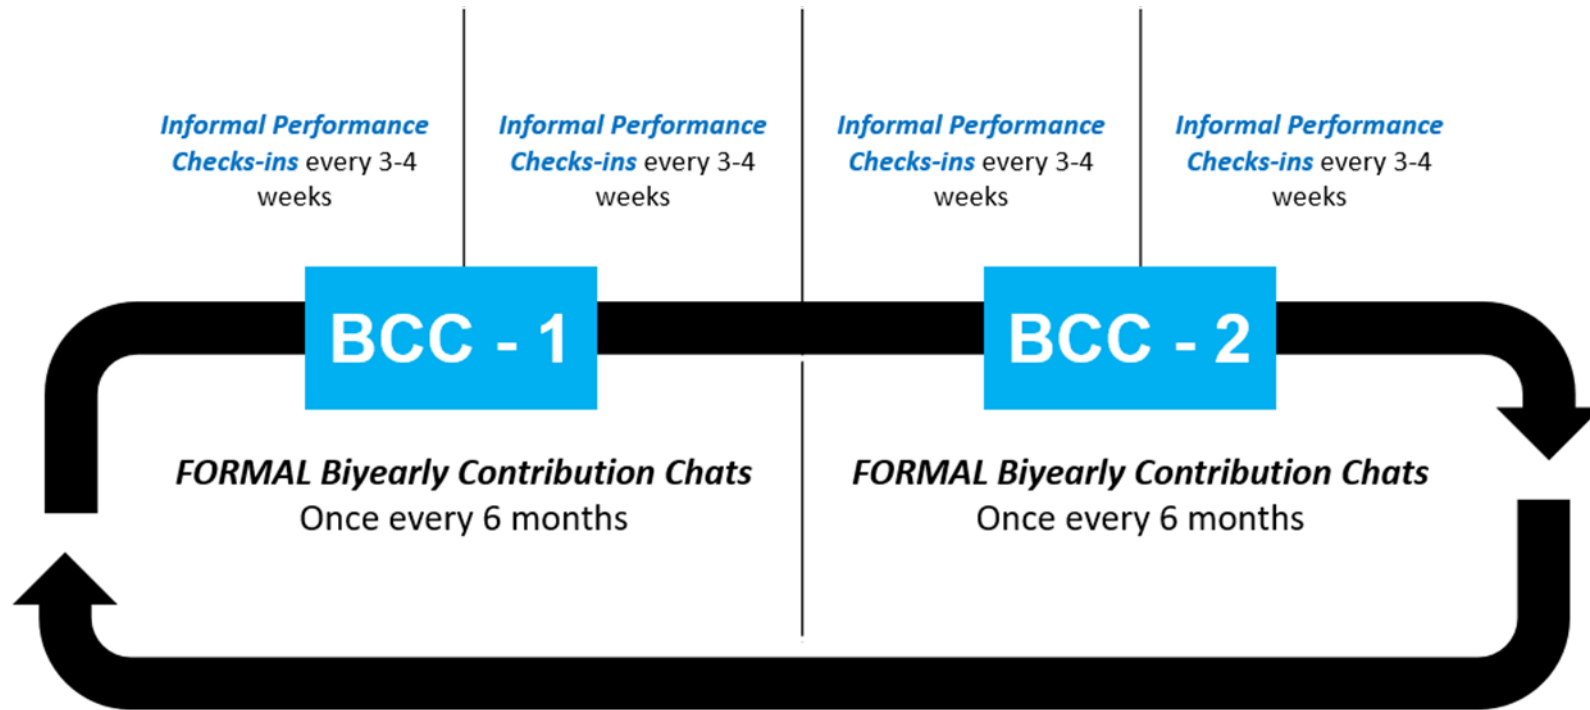 Informal Performance
Checks-ins every 3-4
weeks
Informal Performance
Checks-ins every 3-4
weeks
Informal Performance
Checks-ins every 3-4
weeks
Informal Performance
Checks-ins every 3-4
weeks
BCC - 1
BCC - 2
FORMAL Biyearly Contribution Chats
Once every 6 months
FORMAL Biyearly Contribution Chats
Once every 6 months